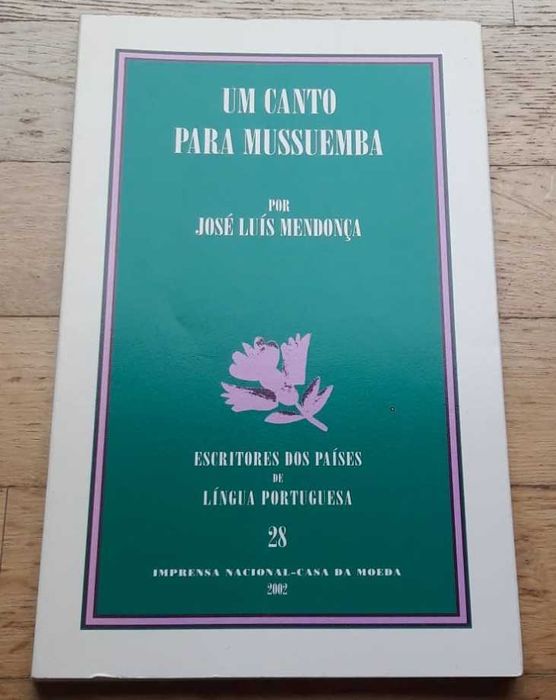 UM CANTO
PARA MUSSUEMBA
POR
JOSÉ LUÍS MENDONÇA
ESCRITORES DOS PAÍSES
DE
LÍNGUA PORTUGUESA
28
IMPRENSA NACIONAL-CASA DA MOEDA
2002